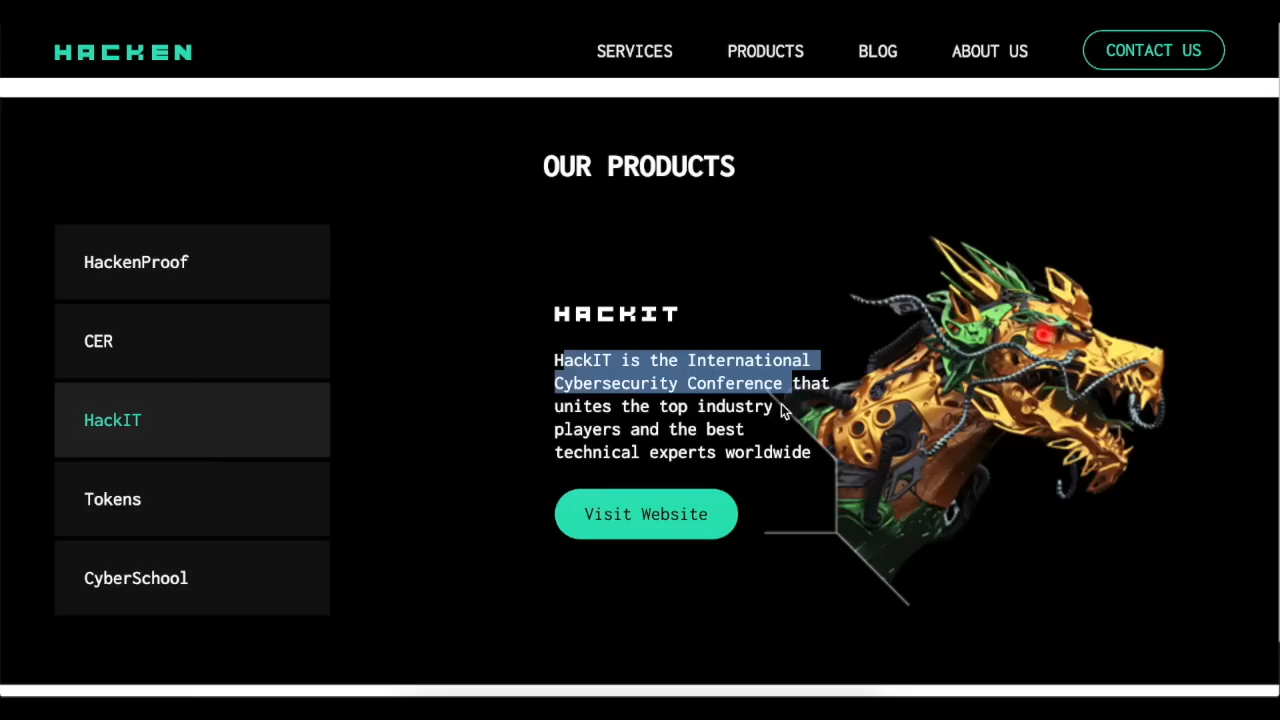 HACKEN
SERVICES
PRODUCTS
BLOG
ABOUT US
CONTACT US
OUR PRODUCTS
HackenProof
CER
HackIT
Tokens
CyberSchool
HACKIT
HackIT is the International
Cybersecurity Conference that
unites the top industry
players and the best
technical experts worldwide
Visit Website